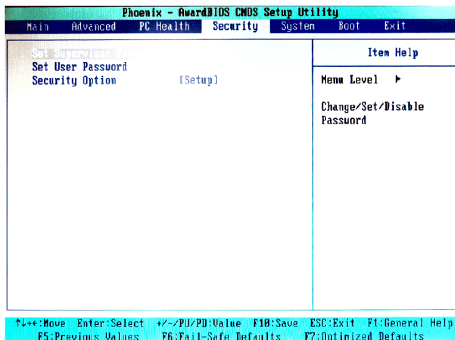 Phoenix - AwardBIOS CMOS Setup Utility
Main Advanced PC Health Security System Boot Exit
Set Supervisor
Set User Password
Security Option [Setup]
Item Help
Menu Level ►
Change/Set/Disable
Password
↑↓→←:Move Enter:Select +/-/PU/PD:Value F10:Save ESC:Exit F1:General Help
F5:Previous Values F6:Fail-Safe Defaults F7:Optimized Defaults